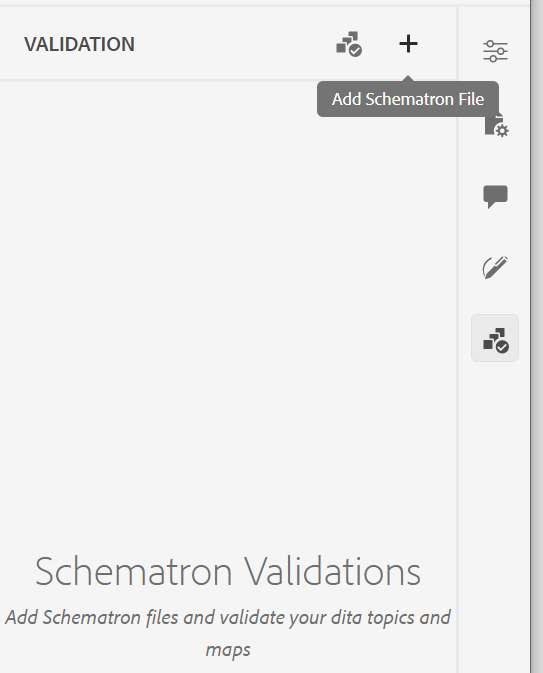 VALIDATION
Add Schematron File
Schematron Validations
Add Schematron files and validate your dita topics and
maps